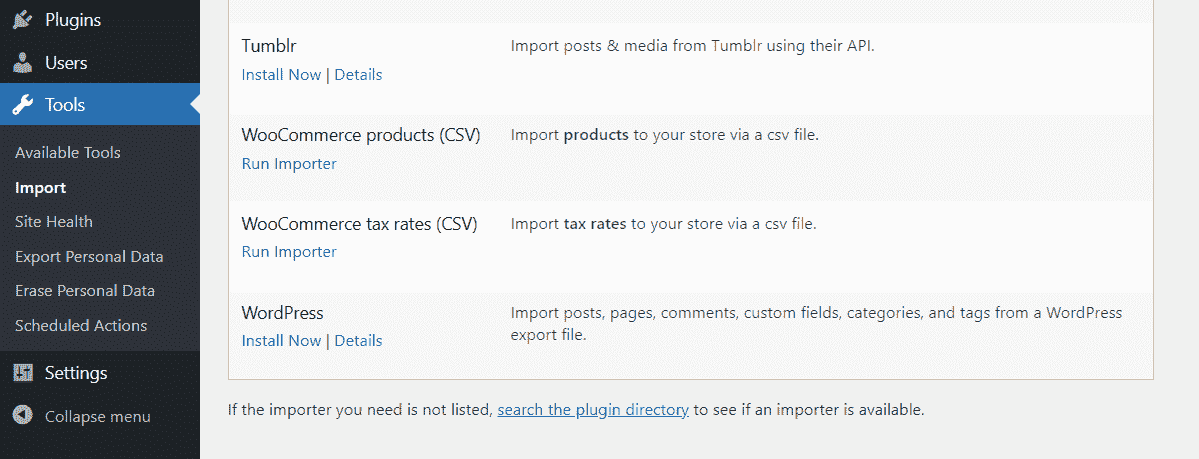 Plugins
Users
Tools
Available Tools
Import
Site Health
Export Personal Data
Erase Personal Data
Scheduled Actions
Settings
Collapse menu
Tumblr
Install Now | Details
Import posts & media from Tumblr using their API.
WooCommerce products (CSV)
Run Importer
Import products to your store via a csv file.
WooCommerce tax rates (CSV)
Run Importer
Import tax rates to your store via a csv file.
WordPress
Install Now | Details
Import posts, pages, comments, custom fields, categories, and tags from a WordPress
export file.
If the importer you need is not listed, search the plugin directory to see if an importer is available.